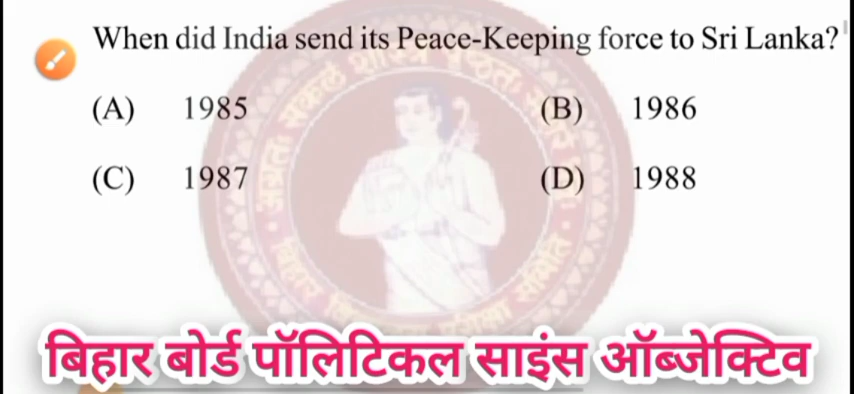 When did India send its Peace-Keeping force to Sri Lanka?
(A) 1985 (B) 1986
(C) 1987 (D) 1988
बिहार बोर्ड पॉलिटिकल साइंस ऑब्जेक्टिव